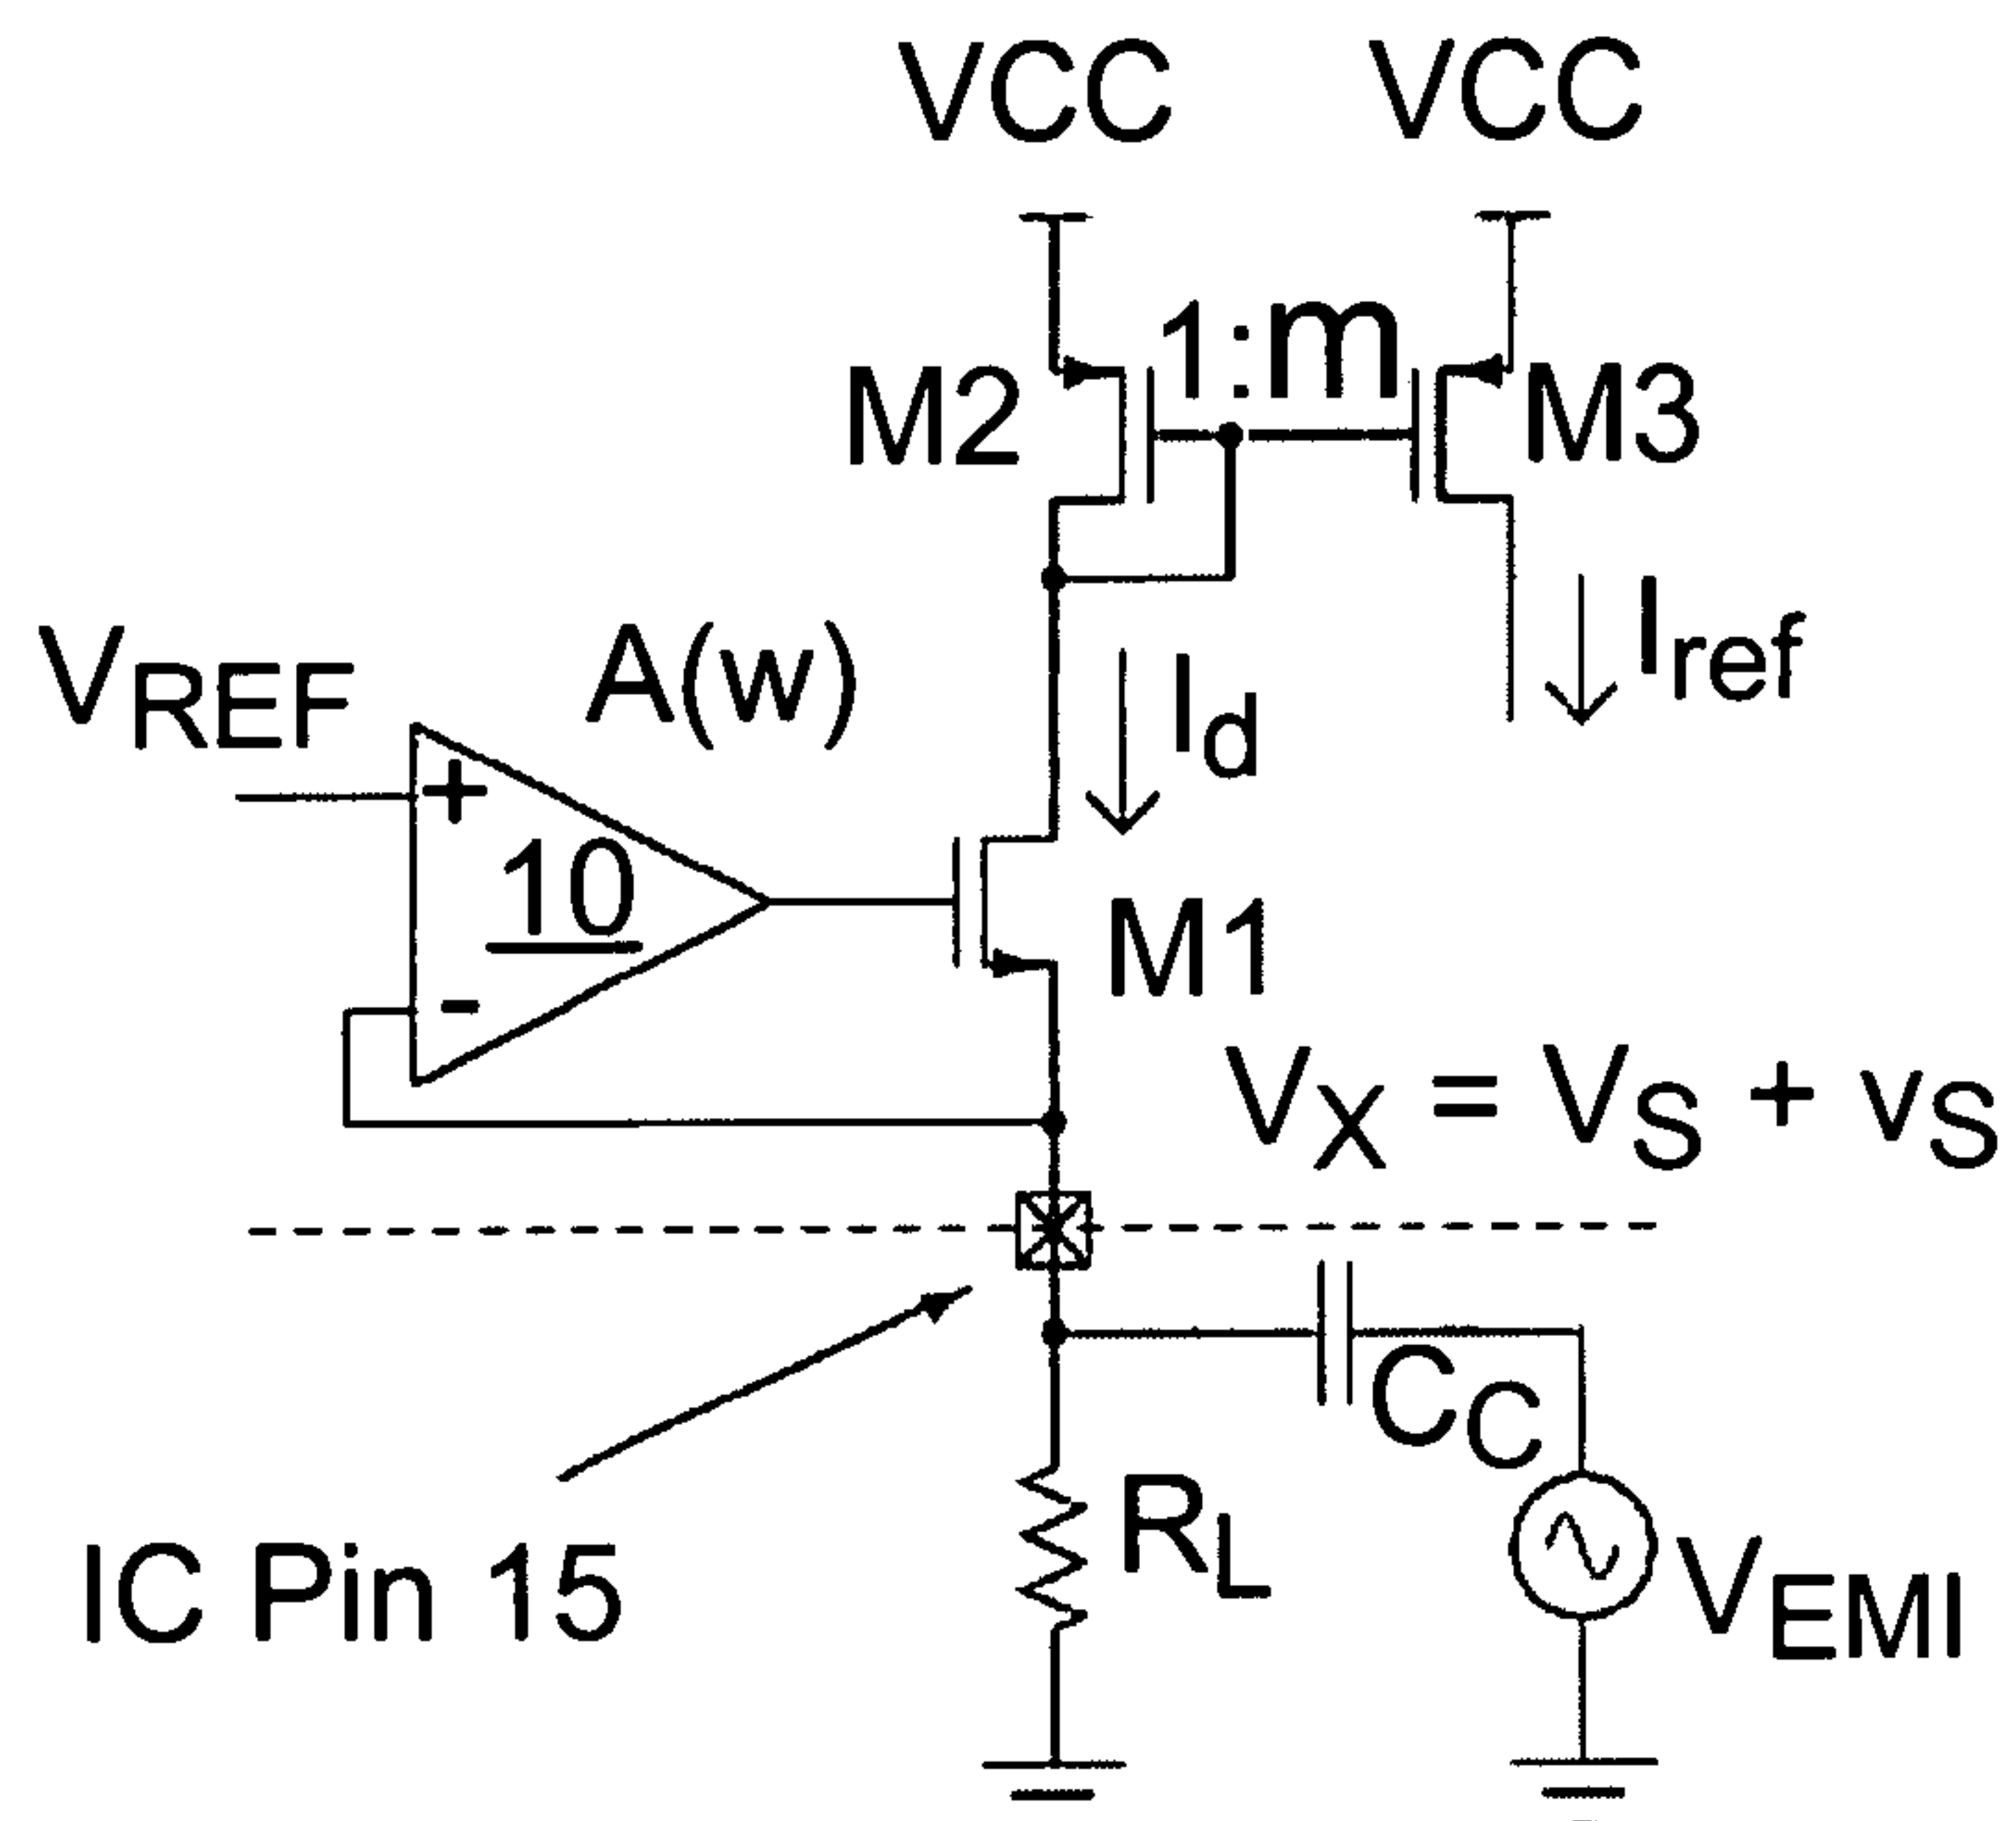 VCC VCC
1:m
M2 M3
VREF A(w) Id Iref
+
10
-
M1
VX = VS + vS
CC
RL
IC Pin 15 VEMI